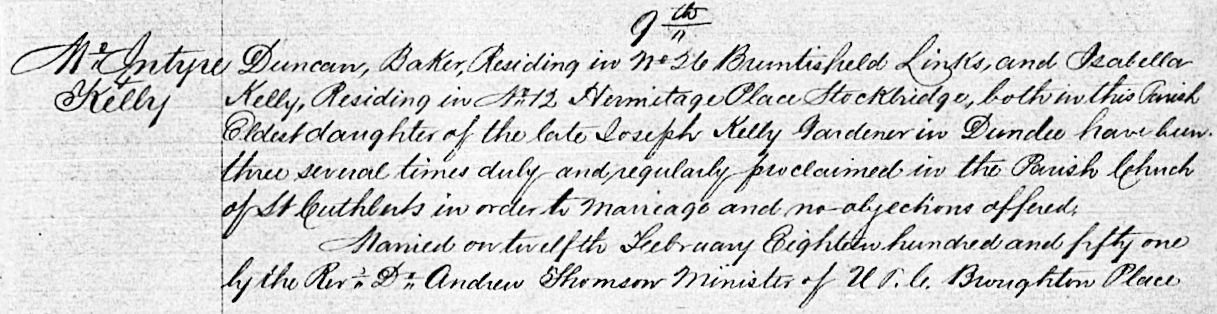 9th
McIntyre Duncan, Baker, Residing in No 26 Bruntisfield Links, and Isabella
Kelly Kelly, Residing in No 12 Hermitage Place Stockbridge, both in this Parish
Eldest daughter of the late Joseph Kelly Gardener in Dundee have been
three several times duly and regularly proclaimed in the Parish Church
of St Cuthberts in order to Marriage and no objections offered,
Married on twelfth February Eighteen hundred and fifty one
by the Revd Dr Andrew Thomson Minister of U.P.C. Broughton Place